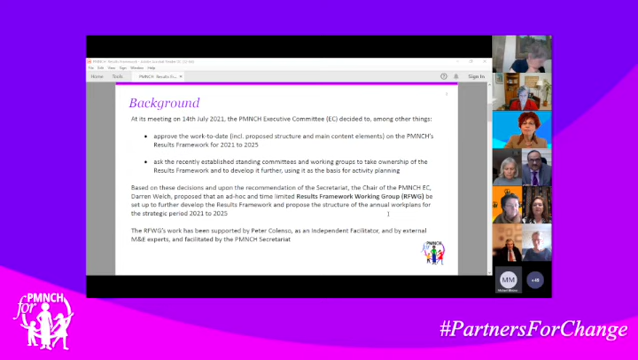 Home Tools PMNCH - Results Fr... × Sign In
Background
At its meeting on 14th July 2021, the PMNCH Executive Committee (EC) decided to, among other things:
• approve the work-to-date (incl. proposed structure and main content elements) on the PMNCH's
Results Framework for 2021 to 2025
• ask the recently established standing committees and working groups to take ownership of the
Results Framework and to develop it further, using it as the basis for activity planning
Based on these decisions and upon the recommendation of the Secretariat, the Chair of the PMNCH EC,
Darren Welch, proposed that an ad-hoc and time limited Results Framework Working Group (RFWG) be
set up to further develop the Results Framework and propose the structure of the annual workplans for
the strategic period 2021 to 2025
The RFWG's work has been supported by Peter Colenso, as an Independent Facilitator, and by external
M&E experts, and facilitated by the PMNCH Secretariat
MM
+48
for PMNCH
#PartnersForChange